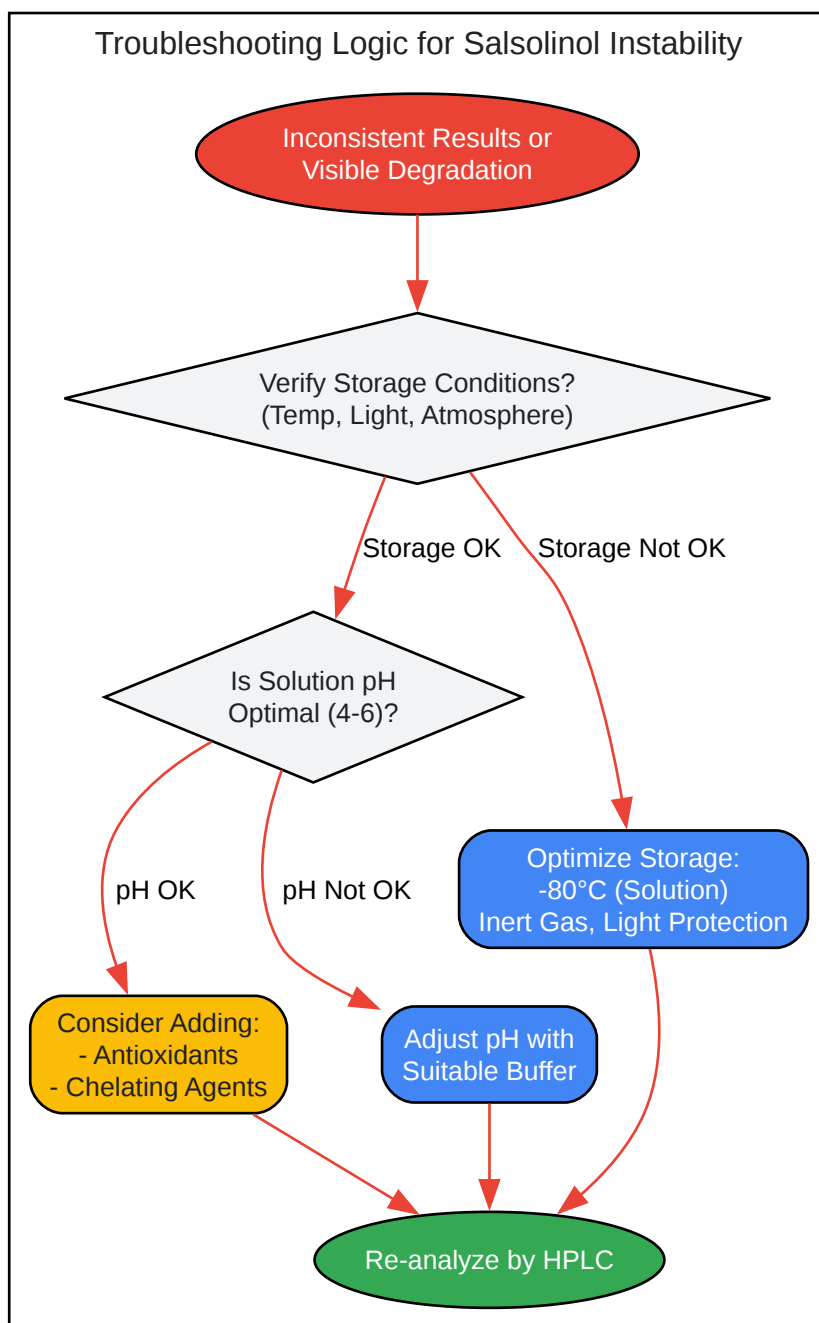 Troubleshooting Logic for Salsolinol Instability
Inconsistent Results or
Visible Degradation
Verify Storage Conditions?
(Temp, Light, Atmosphere)
Storage OK
Storage Not OK
Is Solution pH
Optimal (4-6)?
pH OK
pH Not OK
Optimize Storage:
-80°C (Solution)
Inert Gas, Light Protection
Consider Adding:
- Antioxidants
- Chelating Agents
Adjust pH with
Suitable Buffer
Re-analyze by HPLC